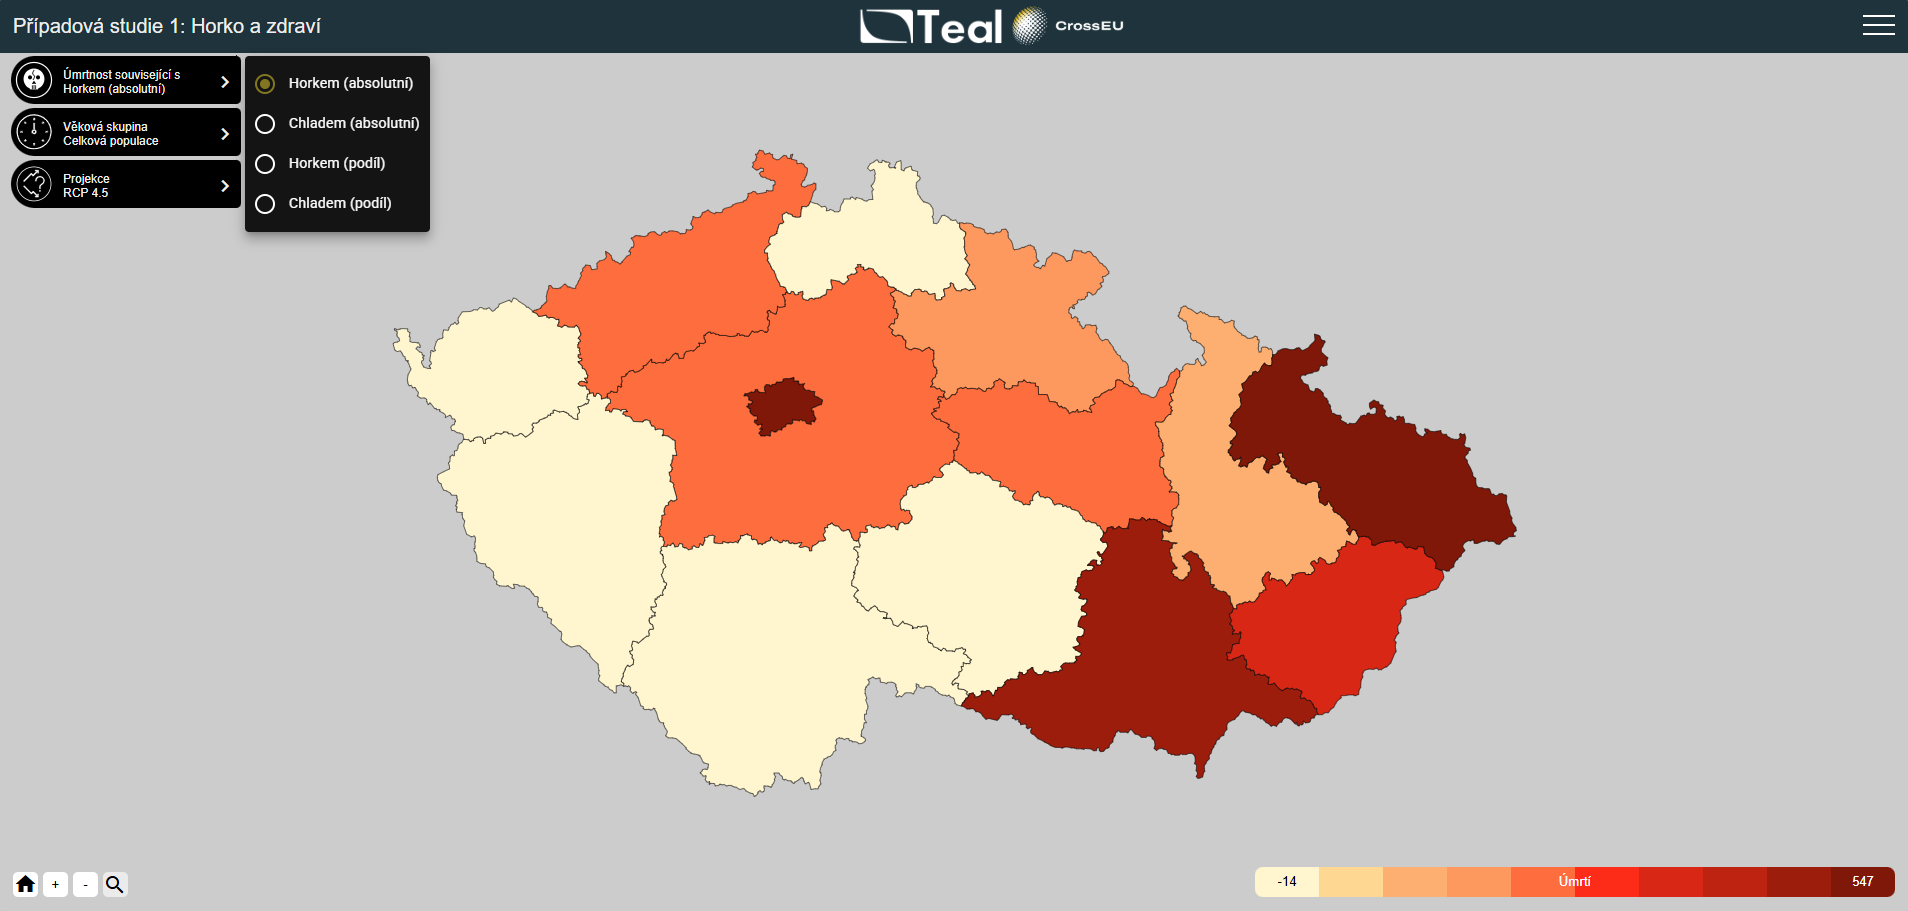 Případová studie 1: Horko a zdraví
Teal
CrossEU
Úmrtnost související s
Horkem (absolutní)
Věková skupina
Celková populace
Projekce
RCP 4.5
Horkem (absolutní)
Chladem (absolutní)
Horkem (podíl)
Chladem (podíl)
+
-
-14
Úmrtí
547